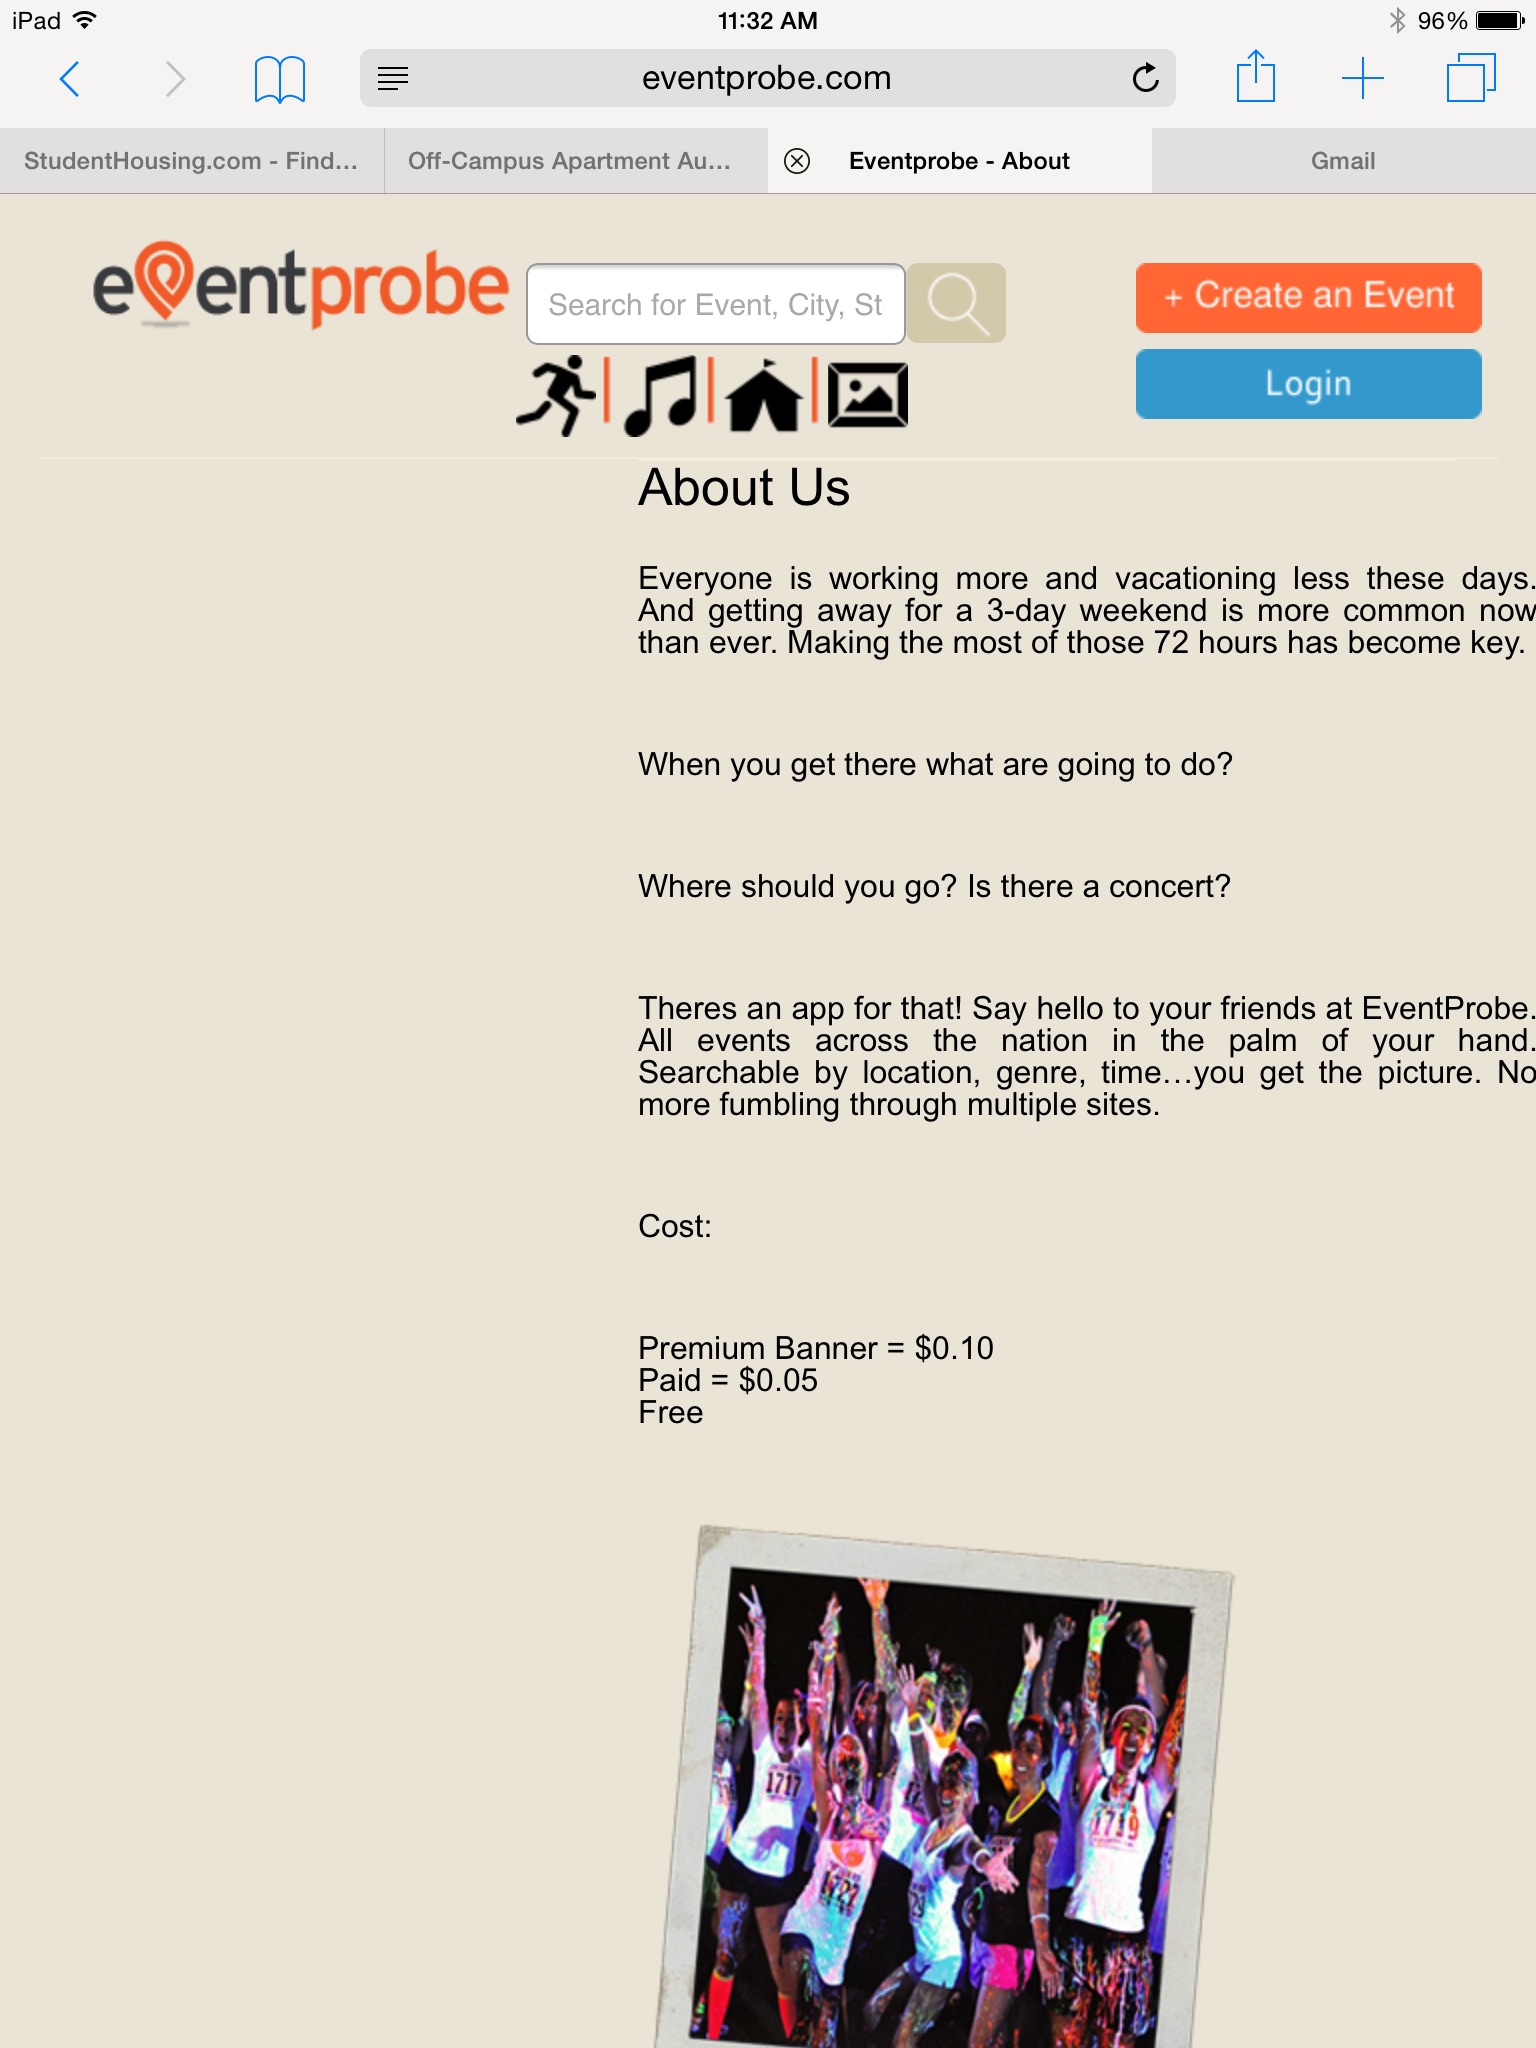 iPad
11:32 AM
96%
eventprobe.com
StudentHousing.com - Find...
Off-Campus Apartment Au...
Eventprobe - About
Gmail
eventprobe
Search for Event, City, St
+ Create an Event
Login
About Us
Everyone is working more and vacationing less these days.
And getting away for a 3-day weekend is more common now
than ever. Making the most of those 72 hours has become key.
When you get there what are going to do?
Where should you go? Is there a concert?
Theres an app for that! Say hello to your friends at EventProbe.
All events across the nation in the palm of your hand.
Searchable by location, genre, time...you get the picture. No
more fumbling through multiple sites.
Cost:
Premium Banner = $0.10
Paid = $0.05
Free
1717
1719